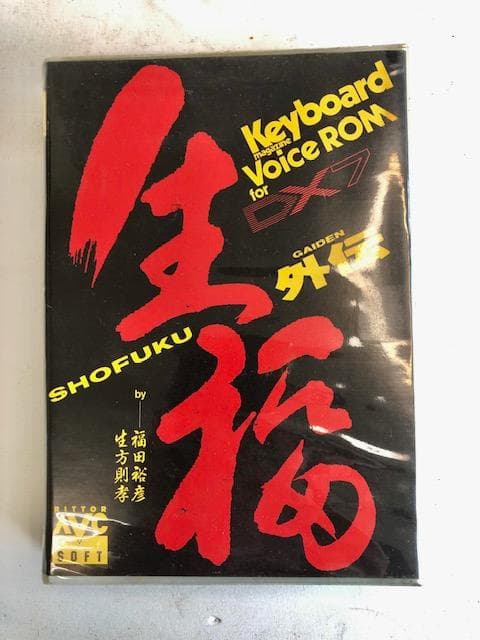 Keyboard
magazine
Voice ROM
for DX7
GAIDEN
外伝
生福
SHOFUKU
by
福田裕彦
生方則孝
RITTOR
AVC
SOFT